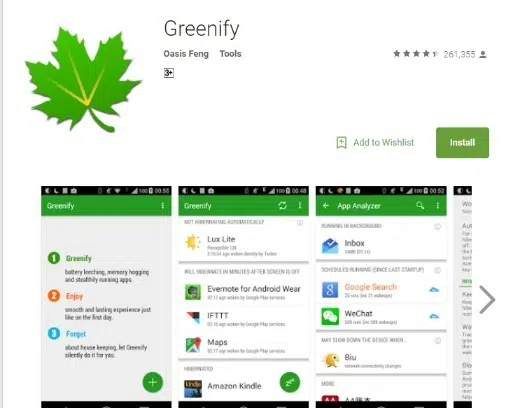 Greenify
Oasis Feng Tools
261,355
3+
Add to Wishlist
Install
Greenify
1 Greenify
battery leeching, memory hogging
and stealthily running apps.
2 Enjoy
smooth and lasting experience just
like on the first day.
3 Forget
about house keeping, let Greenify
silently do it for you.
Greenify
NOT HIBERNATING AUTOMATICALLY
Lux Lite
WILL HIBERNATE IN MINUTES AFTER SCREEN IS OFF
Evernote for Android Wear
IFTTT
Maps
HIBERNATED
kindle
Amazon Kindle
App Analyzer
RUNNING IN BACKGROUND
Inbox
SCHEDULED RUNNING (SINCE LAST STARTUP)
Google Search
WeChat
MAY SLOW DOWN THE DEVICE WHEN...
Biu
network connectivity changes
MORE